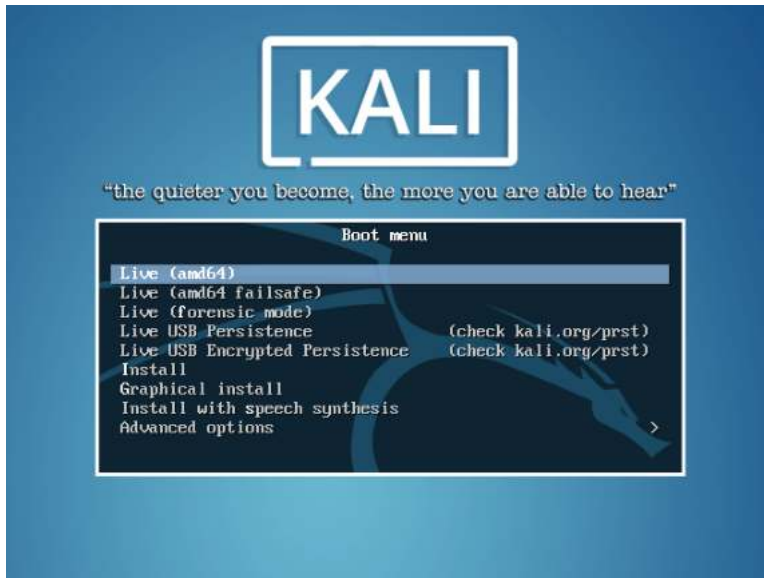 KALI
“the quieter you become, the more you are able to hear”
Boot menu
Live (amd64)
Live (amd64 failsafe)
Live (forensic mode)
Live USB Persistence (check kali.org/prst)
Live USB Encrypted Persistence (check kali.org/prst)
Install
Graphical install
Install with speech synthesis
Advanced options >